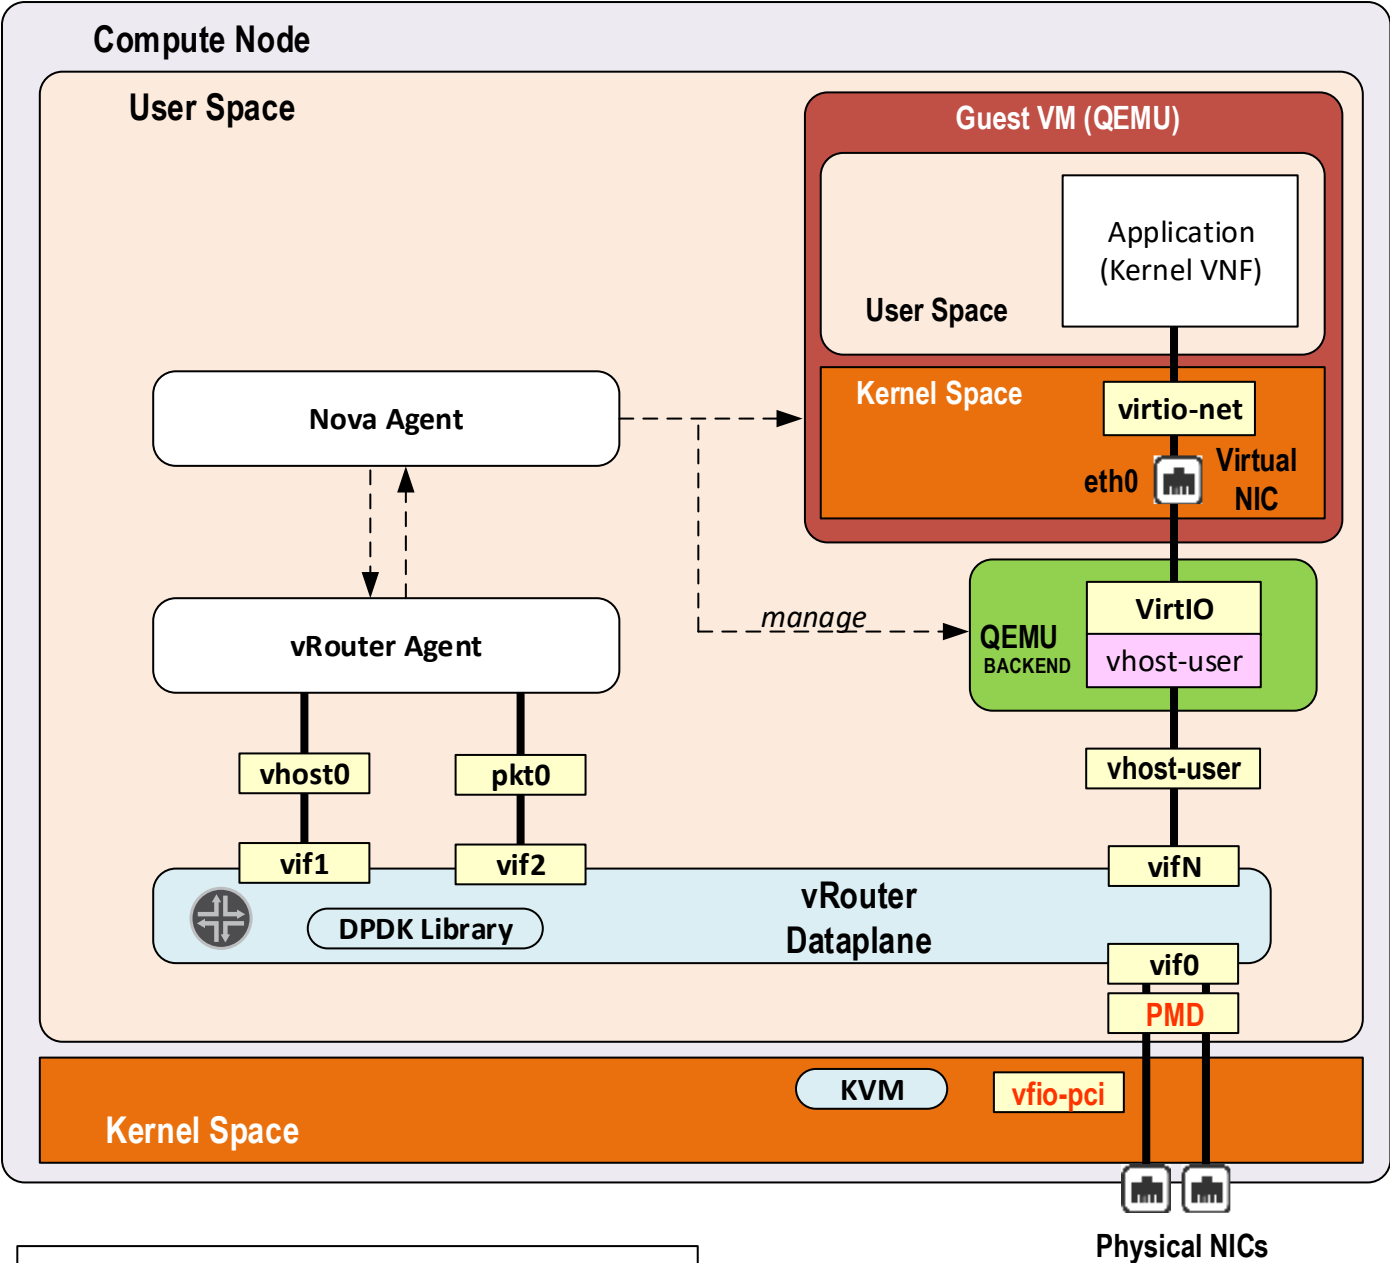 Compute Node
User Space
Guest VM (QEMU)
Application
(Kernel VNF)
User Space
Kernel Space
virtio-net
eth0
Virtual
NIC
Nova Agent
manage
vRouter Agent
QEMU
BACKEND
VirtIO
vhost-user
vhost0
pkt0
vhost-user
vif1
vif2
vifN
DPDK Library
vRouter
Dataplane
vif0
PMD
KVM
vfio-pci
Kernel Space
Physical NICs